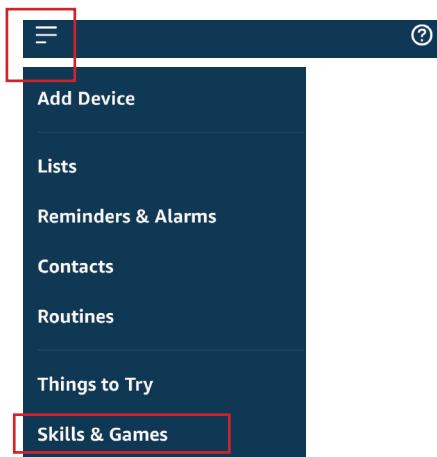 ?
Add Device
Lists
Reminders & Alarms
Contacts
Routines
Things to Try
Skills & Games